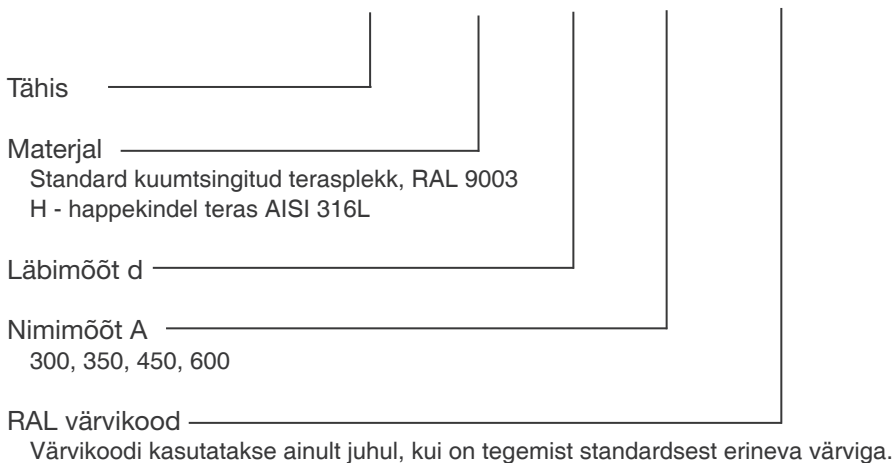 Tähis
Materjal
Standard kuumtsingitud terasplekk, RAL 9003
H - happekindel teras AISI 316L
Läbimõõt d
Nimimõõt A
300, 350, 450, 600
RAL värvikood
Värvikoodi kasutatakse ainult juhul, kui on tegemist standardsest erineva värviga.